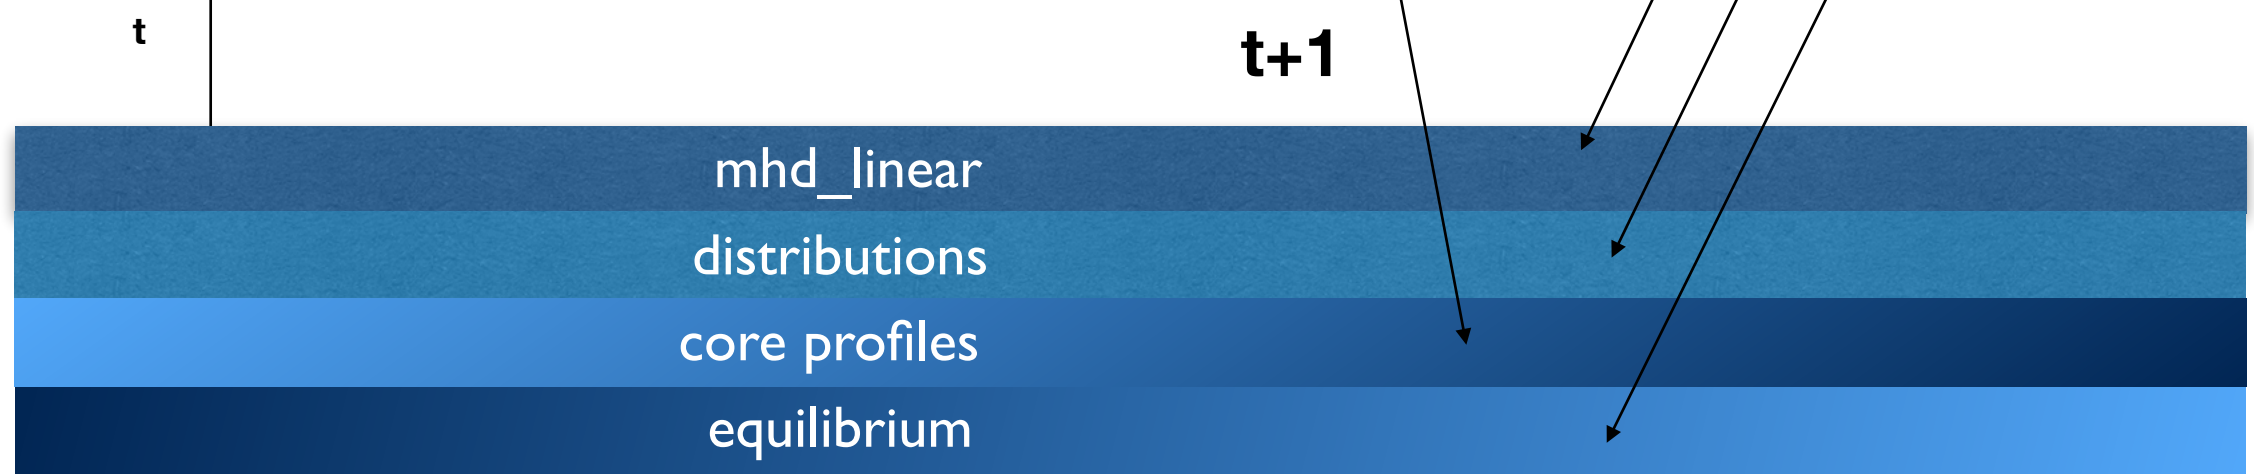 t
t+1
mhd_linear
distributions
core profiles
equilibrium